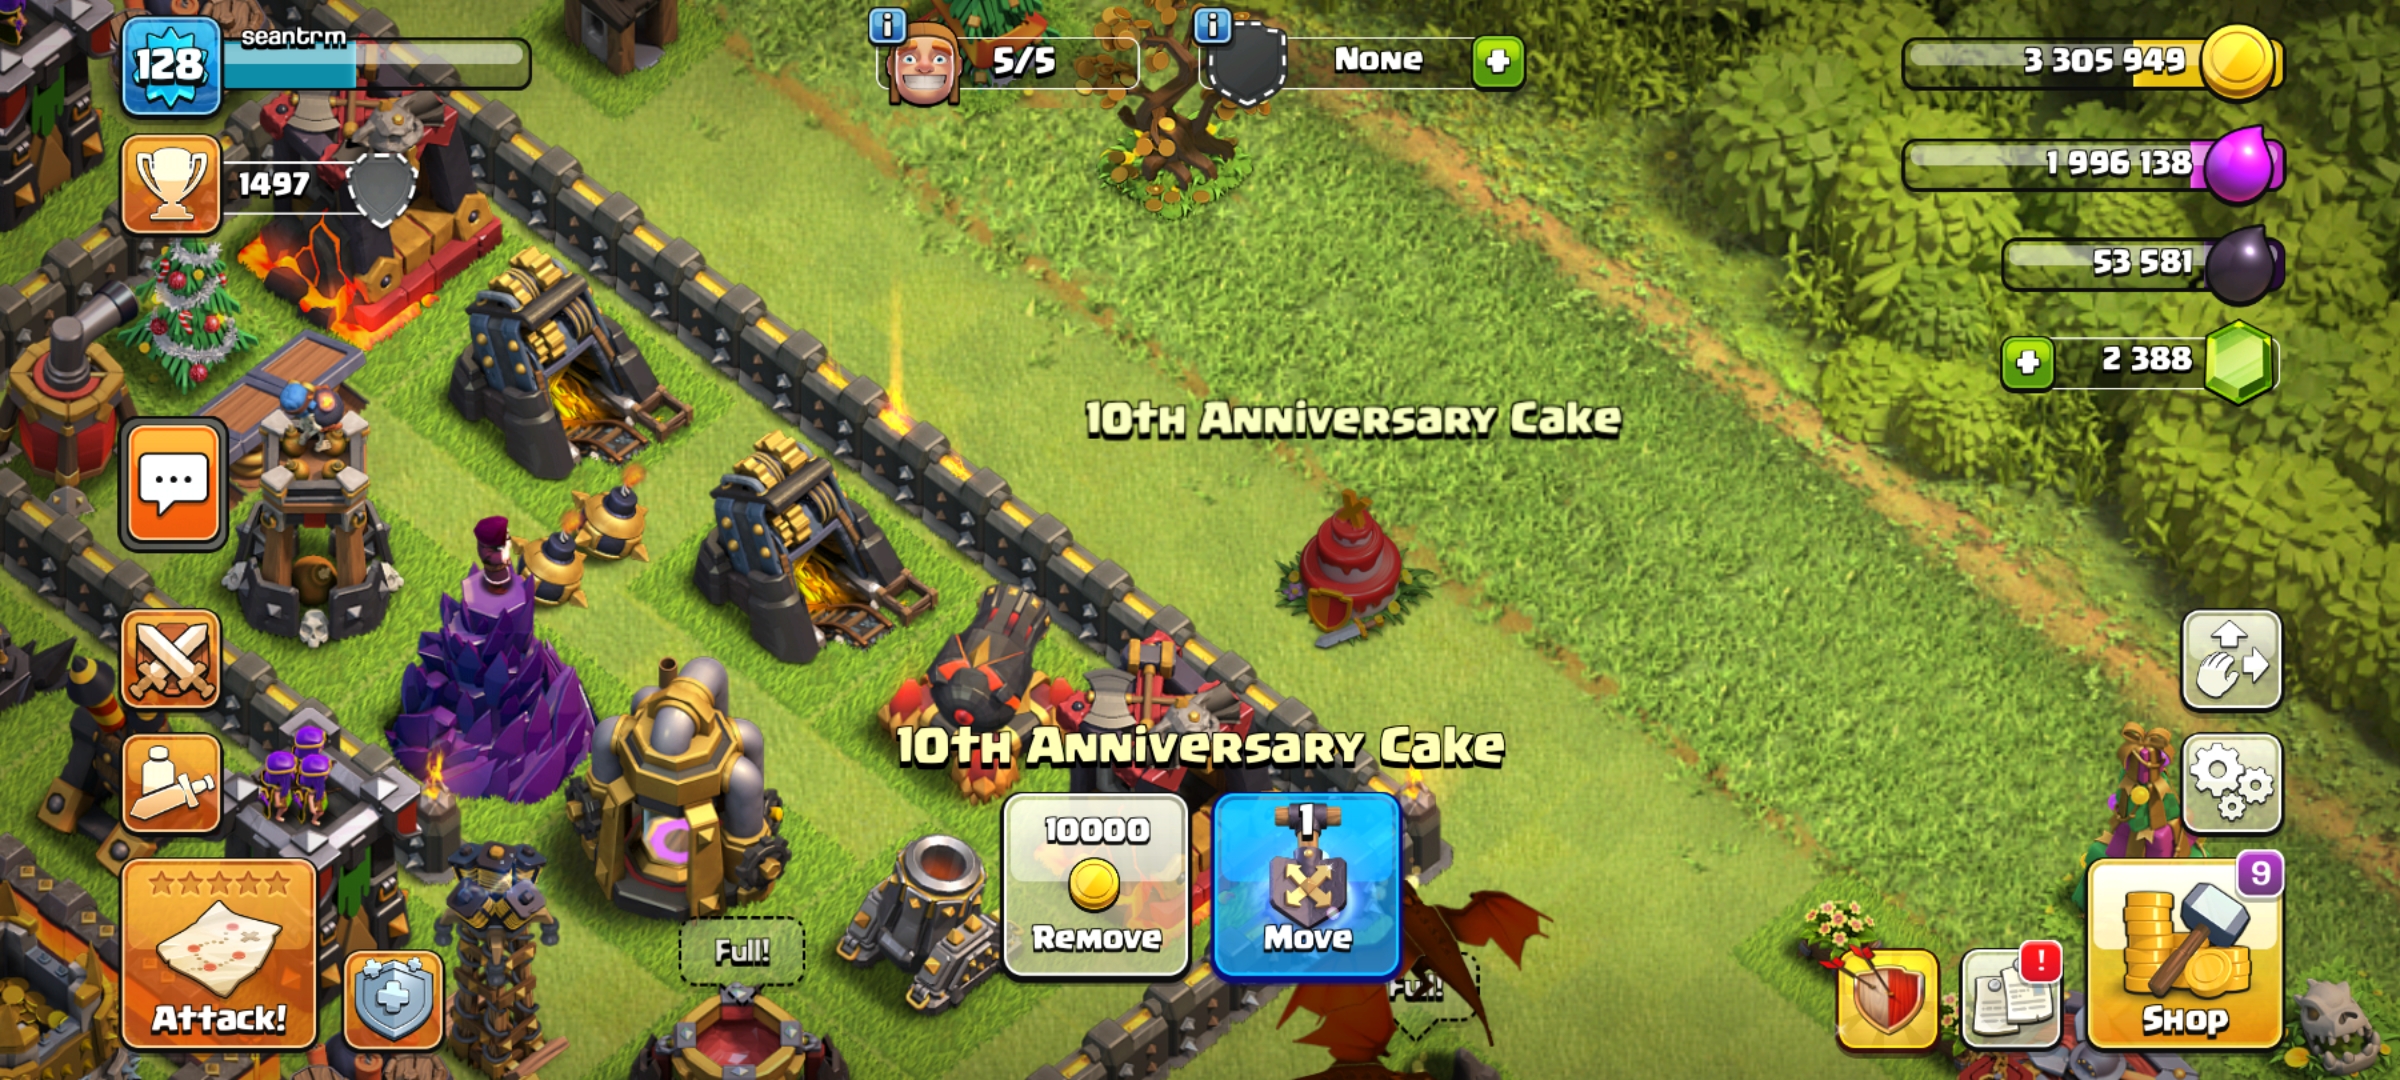 seantrm
128
5/5
None
3 305 949
1497
1 996 138
53 581
2 388
10th Anniversary Cake
10th Anniversary Cake
10000
Remove
1
Move
Full!
Full!
Attack!
9
!
Shop